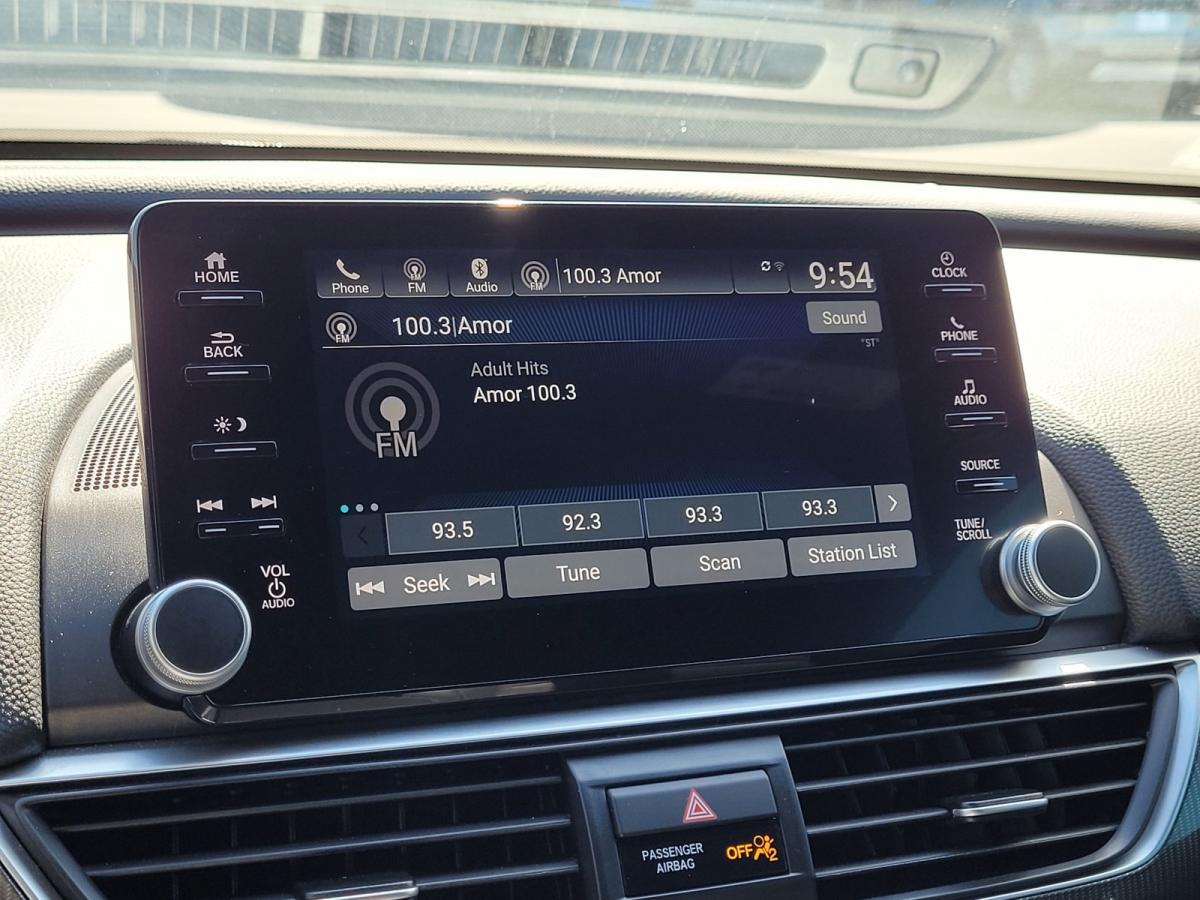 HOME
BACK
VOL
AUDIO
Phone
FM
Audio
FM
100.3 Amor
9:54
FM
100.3|Amor
Sound
"ST"
Adult Hits
Amor 100.3
FM
93.5
92.3
93.3
93.3
Seek
Tune
Scan
Station List
CLOCK
PHONE
AUDIO
SOURCE
TUNE/
SCROLL
PASSENGER
AIRBAG
OFF
2